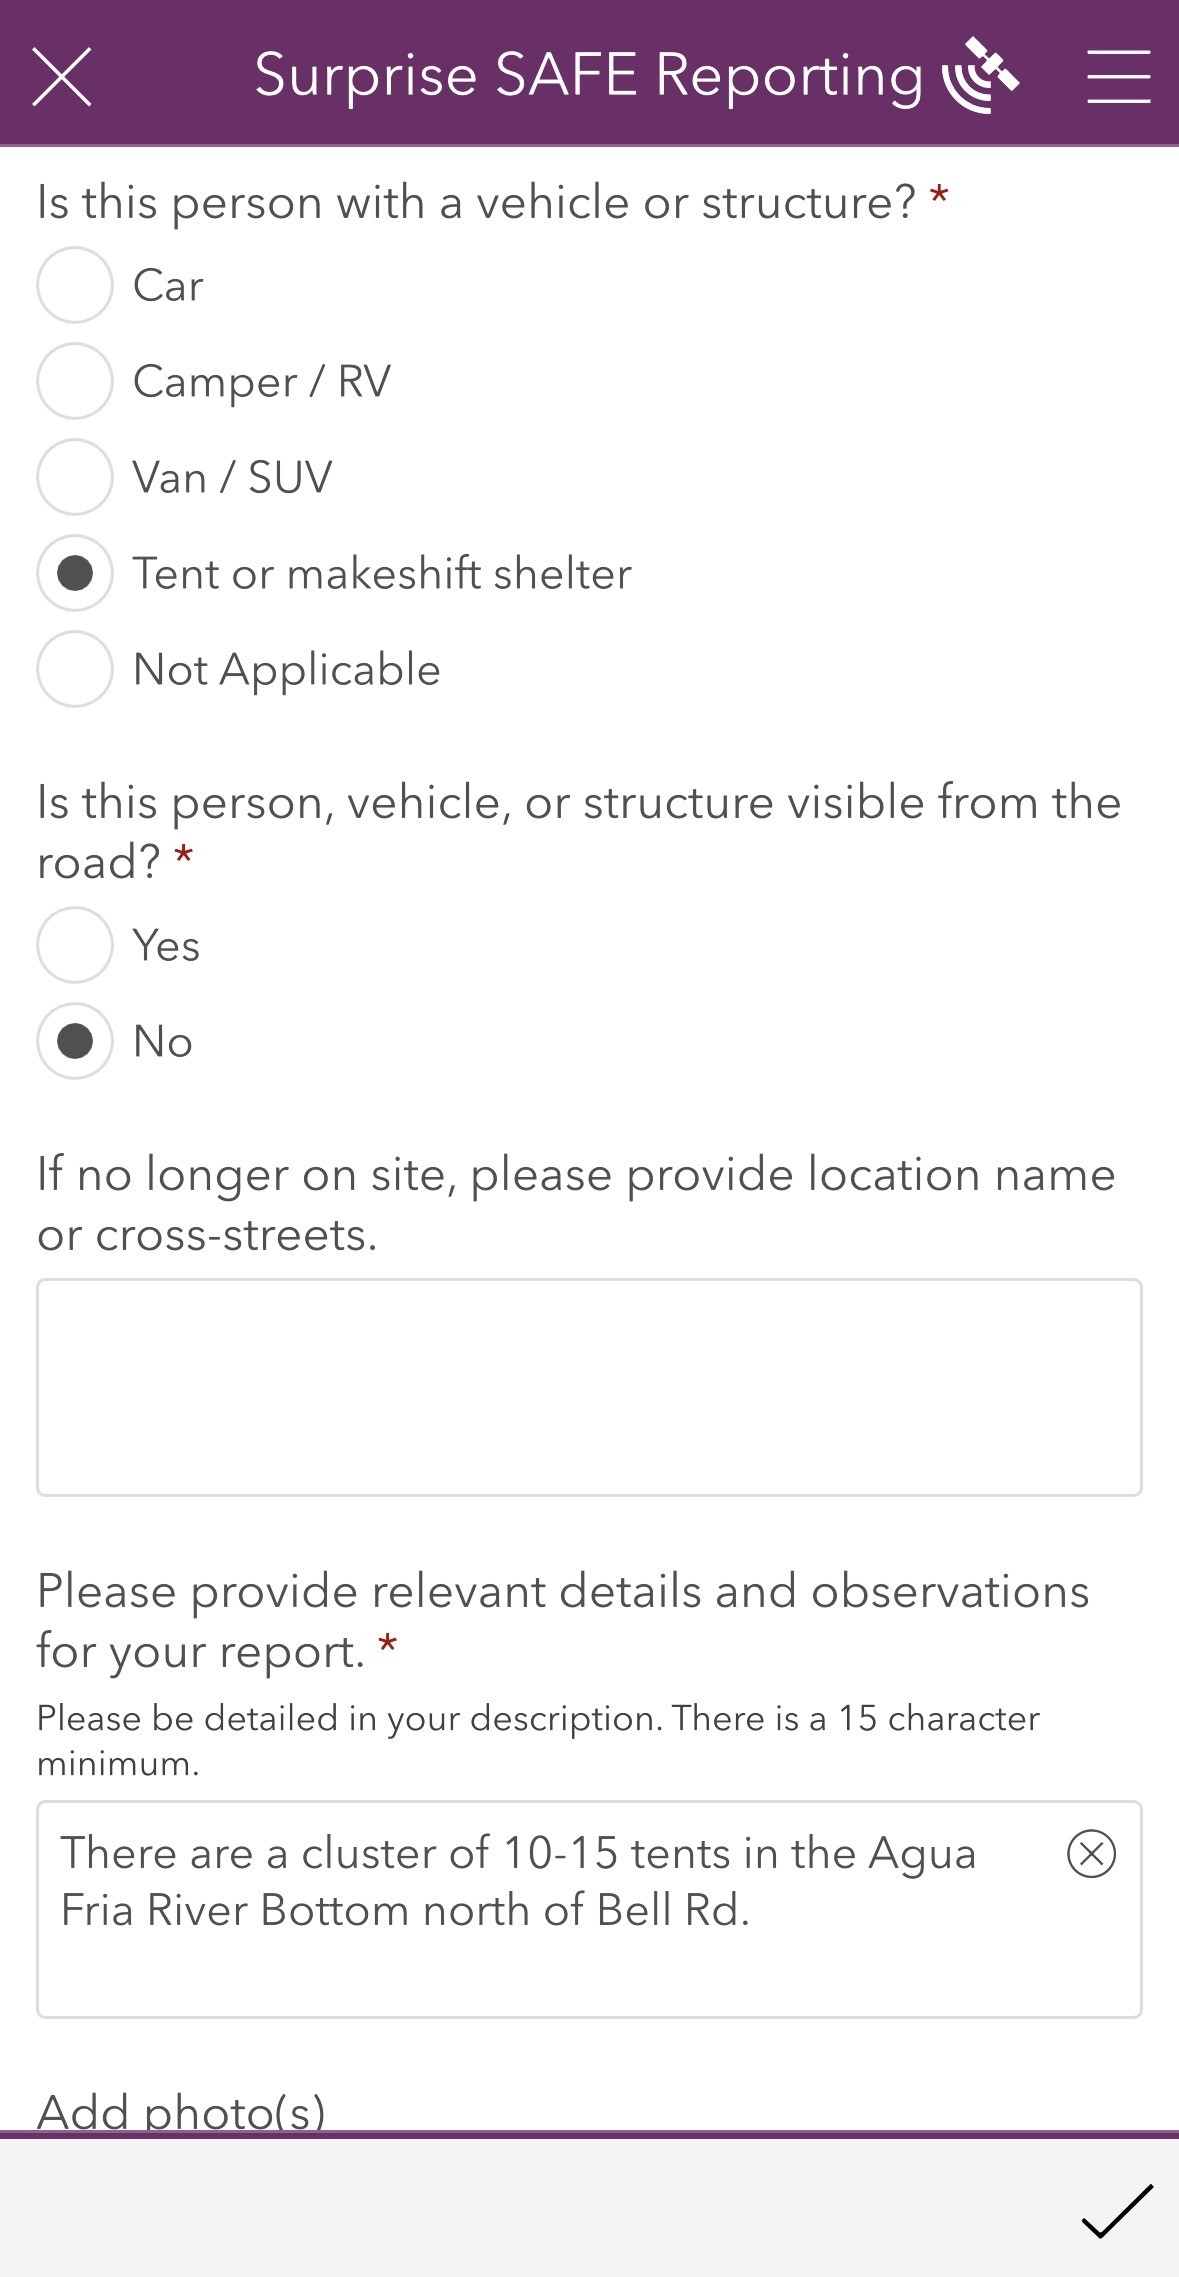 Surprise SAFE Reporting
Is this person with a vehicle or structure? *
Car
Camper / RV
Van / SUV
Tent or makeshift shelter
Not Applicable
Is this person, vehicle, or structure visible from the
road? *
Yes
No
If no longer on site, please provide location name
or cross-streets.
Please provide relevant details and observations
for your report. *
Please be detailed in your description. There is a 15 character
minimum.
There are a cluster of 10-15 tents in the Agua
Fria River Bottom north of Bell Rd.
Add photo(s)